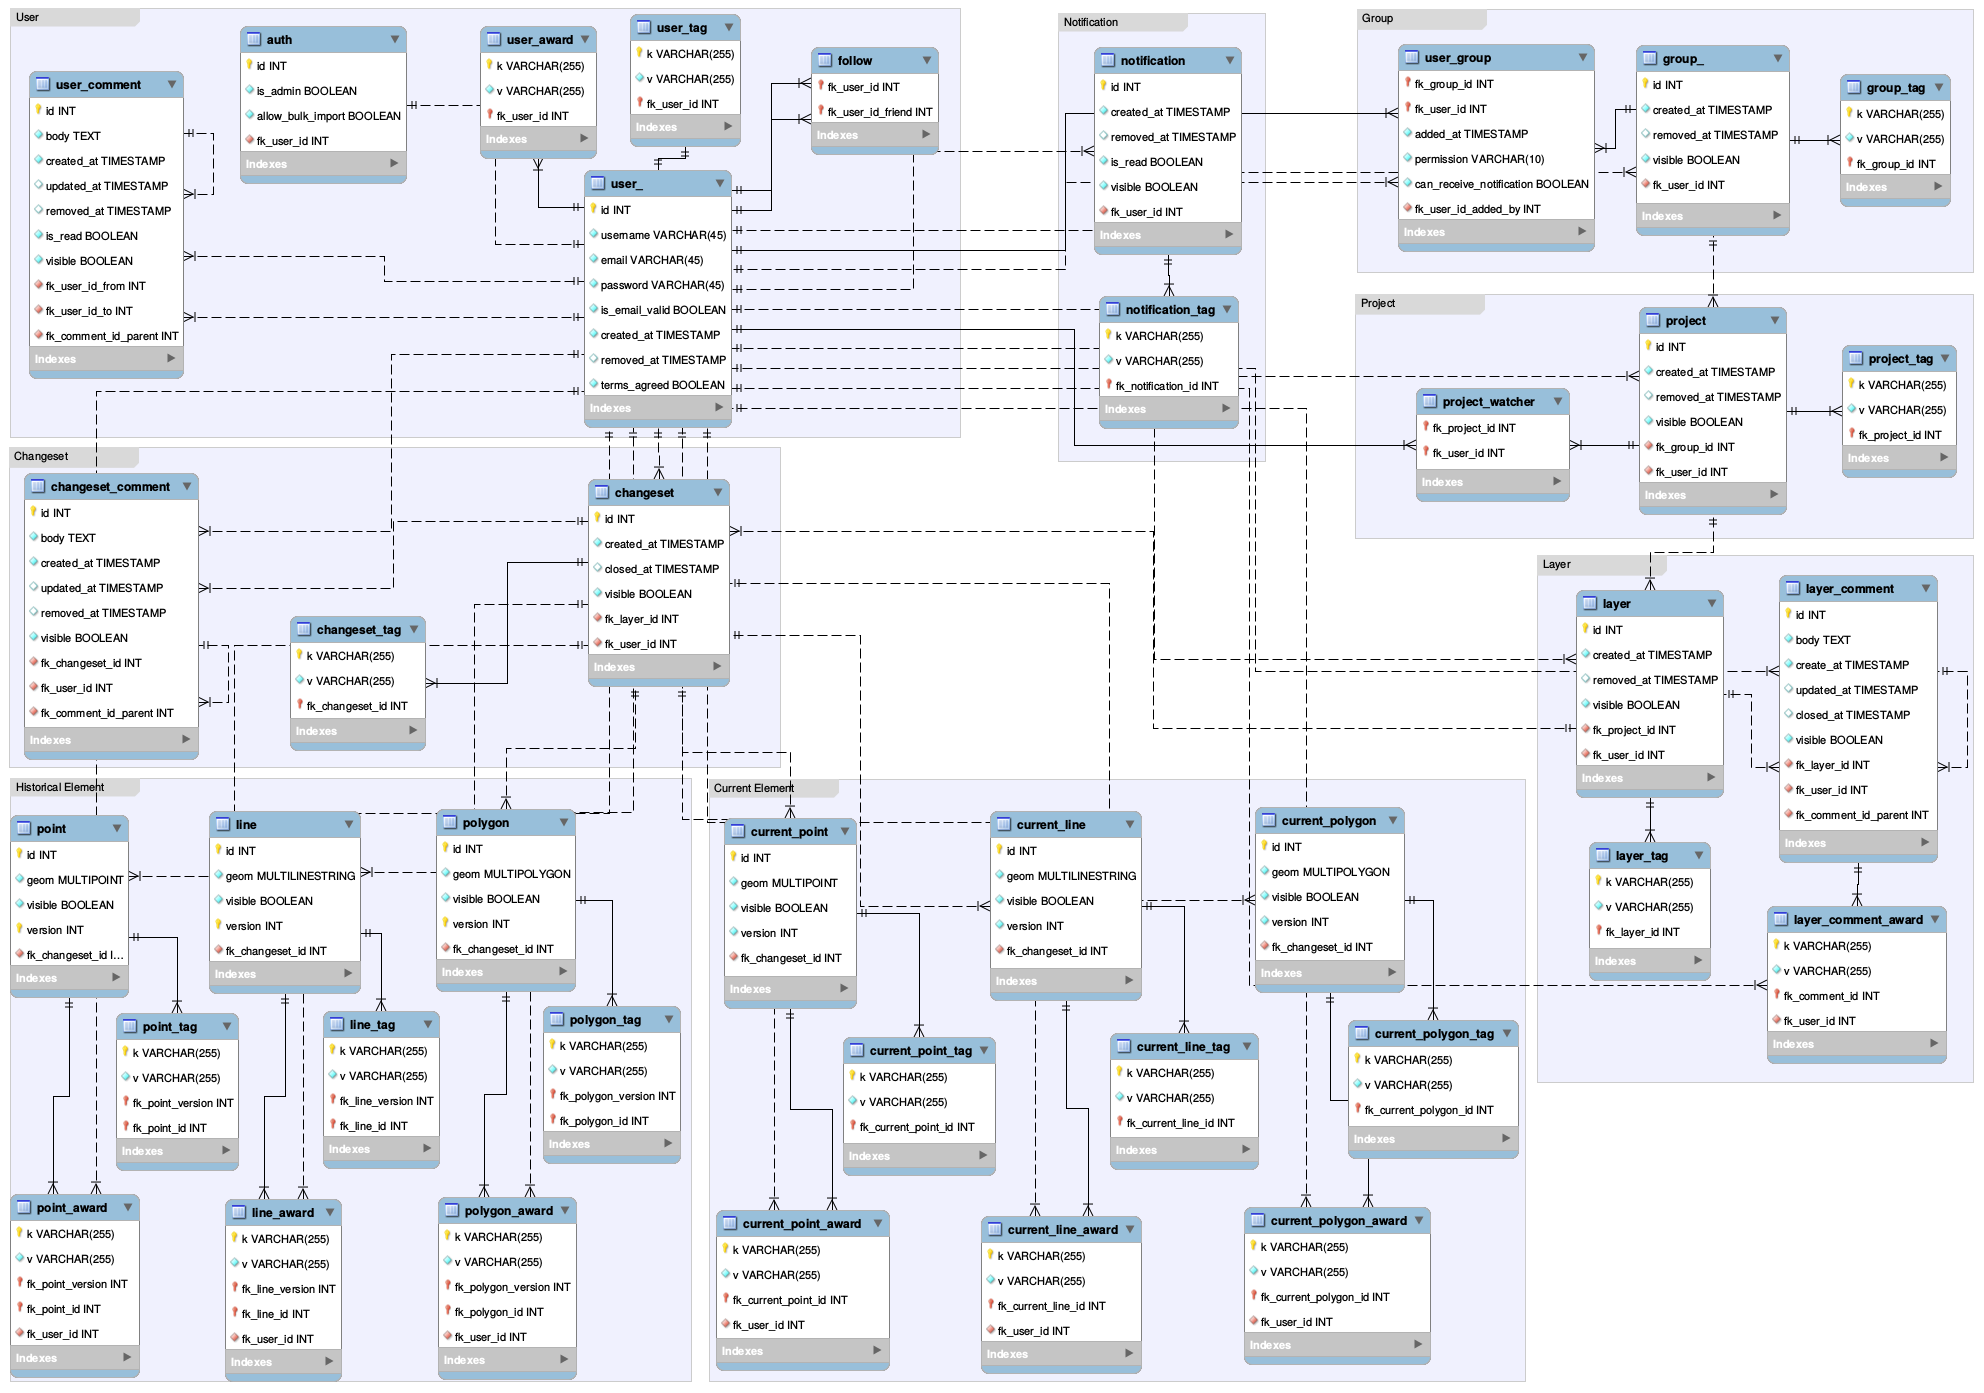 User
user_comment
id INT
body TEXT
created_at TIMESTAMP
updated_at TIMESTAMP
removed_at TIMESTAMP
is_read BOOLEAN
visible BOOLEAN
fk_user_id_from INT
fk_user_id_to INT
fk_comment_id_parent INT
Indexes
auth
id INT
is_admin BOOLEAN
allow_bulk_import BOOLEAN
fk_user_id INT
Indexes
user_award
k VARCHAR(255)
v VARCHAR(255)
fk_user_id INT
Indexes
user_tag
k VARCHAR(255)
v VARCHAR(255)
fk_user_id INT
Indexes
follow
fk_user_id INT
fk_user_id_friend INT
Indexes
user_
id INT
username VARCHAR(45)
email VARCHAR(45)
password VARCHAR(45)
is_email_valid BOOLEAN
created_at TIMESTAMP
removed_at TIMESTAMP
terms_agreed BOOLEAN
Indexes
Notification
notification
id INT
created_at TIMESTAMP
removed_at TIMESTAMP
is_read BOOLEAN
visible BOOLEAN
fk_user_id INT
Indexes
notification_tag
k VARCHAR(255)
v VARCHAR(255)
fk_notification_id INT
Indexes
Group
user_group
fk_group_id INT
fk_user_id INT
added_at TIMESTAMP
permission VARCHAR(10)
can_receive_notification BOOLEAN
fk_user_id_added_by INT
Indexes
group_
id INT
created_at TIMESTAMP
removed_at TIMESTAMP
visible BOOLEAN
fk_user_id INT
Indexes
group_tag
k VARCHAR(255)
v VARCHAR(255)
fk_group_id INT
Indexes
Project
project_watcher
fk_project_id INT
fk_user_id INT
Indexes
project
id INT
created_at TIMESTAMP
removed_at TIMESTAMP
visible BOOLEAN
fk_group_id INT
fk_user_id INT
Indexes
project_tag
k VARCHAR(255)
v VARCHAR(255)
fk_project_id INT
Indexes
Changeset
changeset_comment
id INT
body TEXT
created_at TIMESTAMP
updated_at TIMESTAMP
removed_at TIMESTAMP
visible BOOLEAN
fk_changeset_id INT
fk_user_id INT
fk_comment_id_parent INT
Indexes
changeset_tag
k VARCHAR(255)
v VARCHAR(255)
fk_changeset_id INT
Indexes
changeset
id INT
created_at TIMESTAMP
closed_at TIMESTAMP
visible BOOLEAN
fk_layer_id INT
fk_user_id INT
Indexes
Layer
layer
id INT
created_at TIMESTAMP
removed_at TIMESTAMP
visible BOOLEAN
fk_project_id INT
fk_user_id INT
Indexes
layer_comment
id INT
body TEXT
create_at TIMESTAMP
updated_at TIMESTAMP
closed_at TIMESTAMP
visible BOOLEAN
fk_layer_id INT
fk_user_id INT
fk_comment_id_parent INT
Indexes
layer_tag
k VARCHAR(255)
v VARCHAR(255)
fk_layer_id INT
Indexes
layer_comment_award
k VARCHAR(255)
v VARCHAR(255)
fk_comment_id INT
fk_user_id INT
Indexes
Historical Element
point
id INT
geom MULTIPOINT
visible BOOLEAN
version INT
fk_changeset_id I...
Indexes
line
id INT
geom MULTILINESTRING
visible BOOLEAN
version INT
fk_changeset_id INT
Indexes
polygon
id INT
geom MULTIPOLYGON
visible BOOLEAN
version INT
fk_changeset_id INT
Indexes
point_tag
k VARCHAR(255)
v VARCHAR(255)
fk_point_version INT
fk_point_id INT
Indexes
line_tag
k VARCHAR(255)
v VARCHAR(255)
fk_line_version INT
fk_line_id INT
Indexes
polygon_tag
k VARCHAR(255)
v VARCHAR(255)
fk_polygon_version INT
fk_polygon_id INT
Indexes
point_award
k VARCHAR(255)
v VARCHAR(255)
fk_point_version INT
fk_point_id INT
fk_user_id INT
Indexes
line_award
k VARCHAR(255)
v VARCHAR(255)
fk_line_version INT
fk_line_id INT
fk_user_id INT
Indexes
polygon_award
k VARCHAR(255)
v VARCHAR(255)
fk_polygon_version INT
fk_polygon_id INT
fk_user_id INT
Indexes
Current Element
current_point
id INT
geom MULTIPOINT
visible BOOLEAN
version INT
fk_changeset_id INT
Indexes
current_line
id INT
geom MULTILINESTRING
visible BOOLEAN
version INT
fk_changeset_id INT
Indexes
current_polygon
id INT
geom MULTIPOLYGON
visible BOOLEAN
version INT
fk_changeset_id INT
Indexes
current_point_tag
k VARCHAR(255)
v VARCHAR(255)
fk_current_point_id INT
Indexes
current_line_tag
k VARCHAR(255)
v VARCHAR(255)
fk_current_line_id INT
Indexes
current_polygon_tag
k VARCHAR(255)
v VARCHAR(255)
fk_current_polygon_id INT
Indexes
current_point_award
k VARCHAR(255)
v VARCHAR(255)
fk_current_point_id INT
fk_user_id INT
Indexes
current_line_award
k VARCHAR(255)
v VARCHAR(255)
fk_current_line_id INT
fk_user_id INT
Indexes
current_polygon_award
k VARCHAR(255)
v VARCHAR(255)
fk_current_polygon_id INT
fk_user_id INT
Indexes